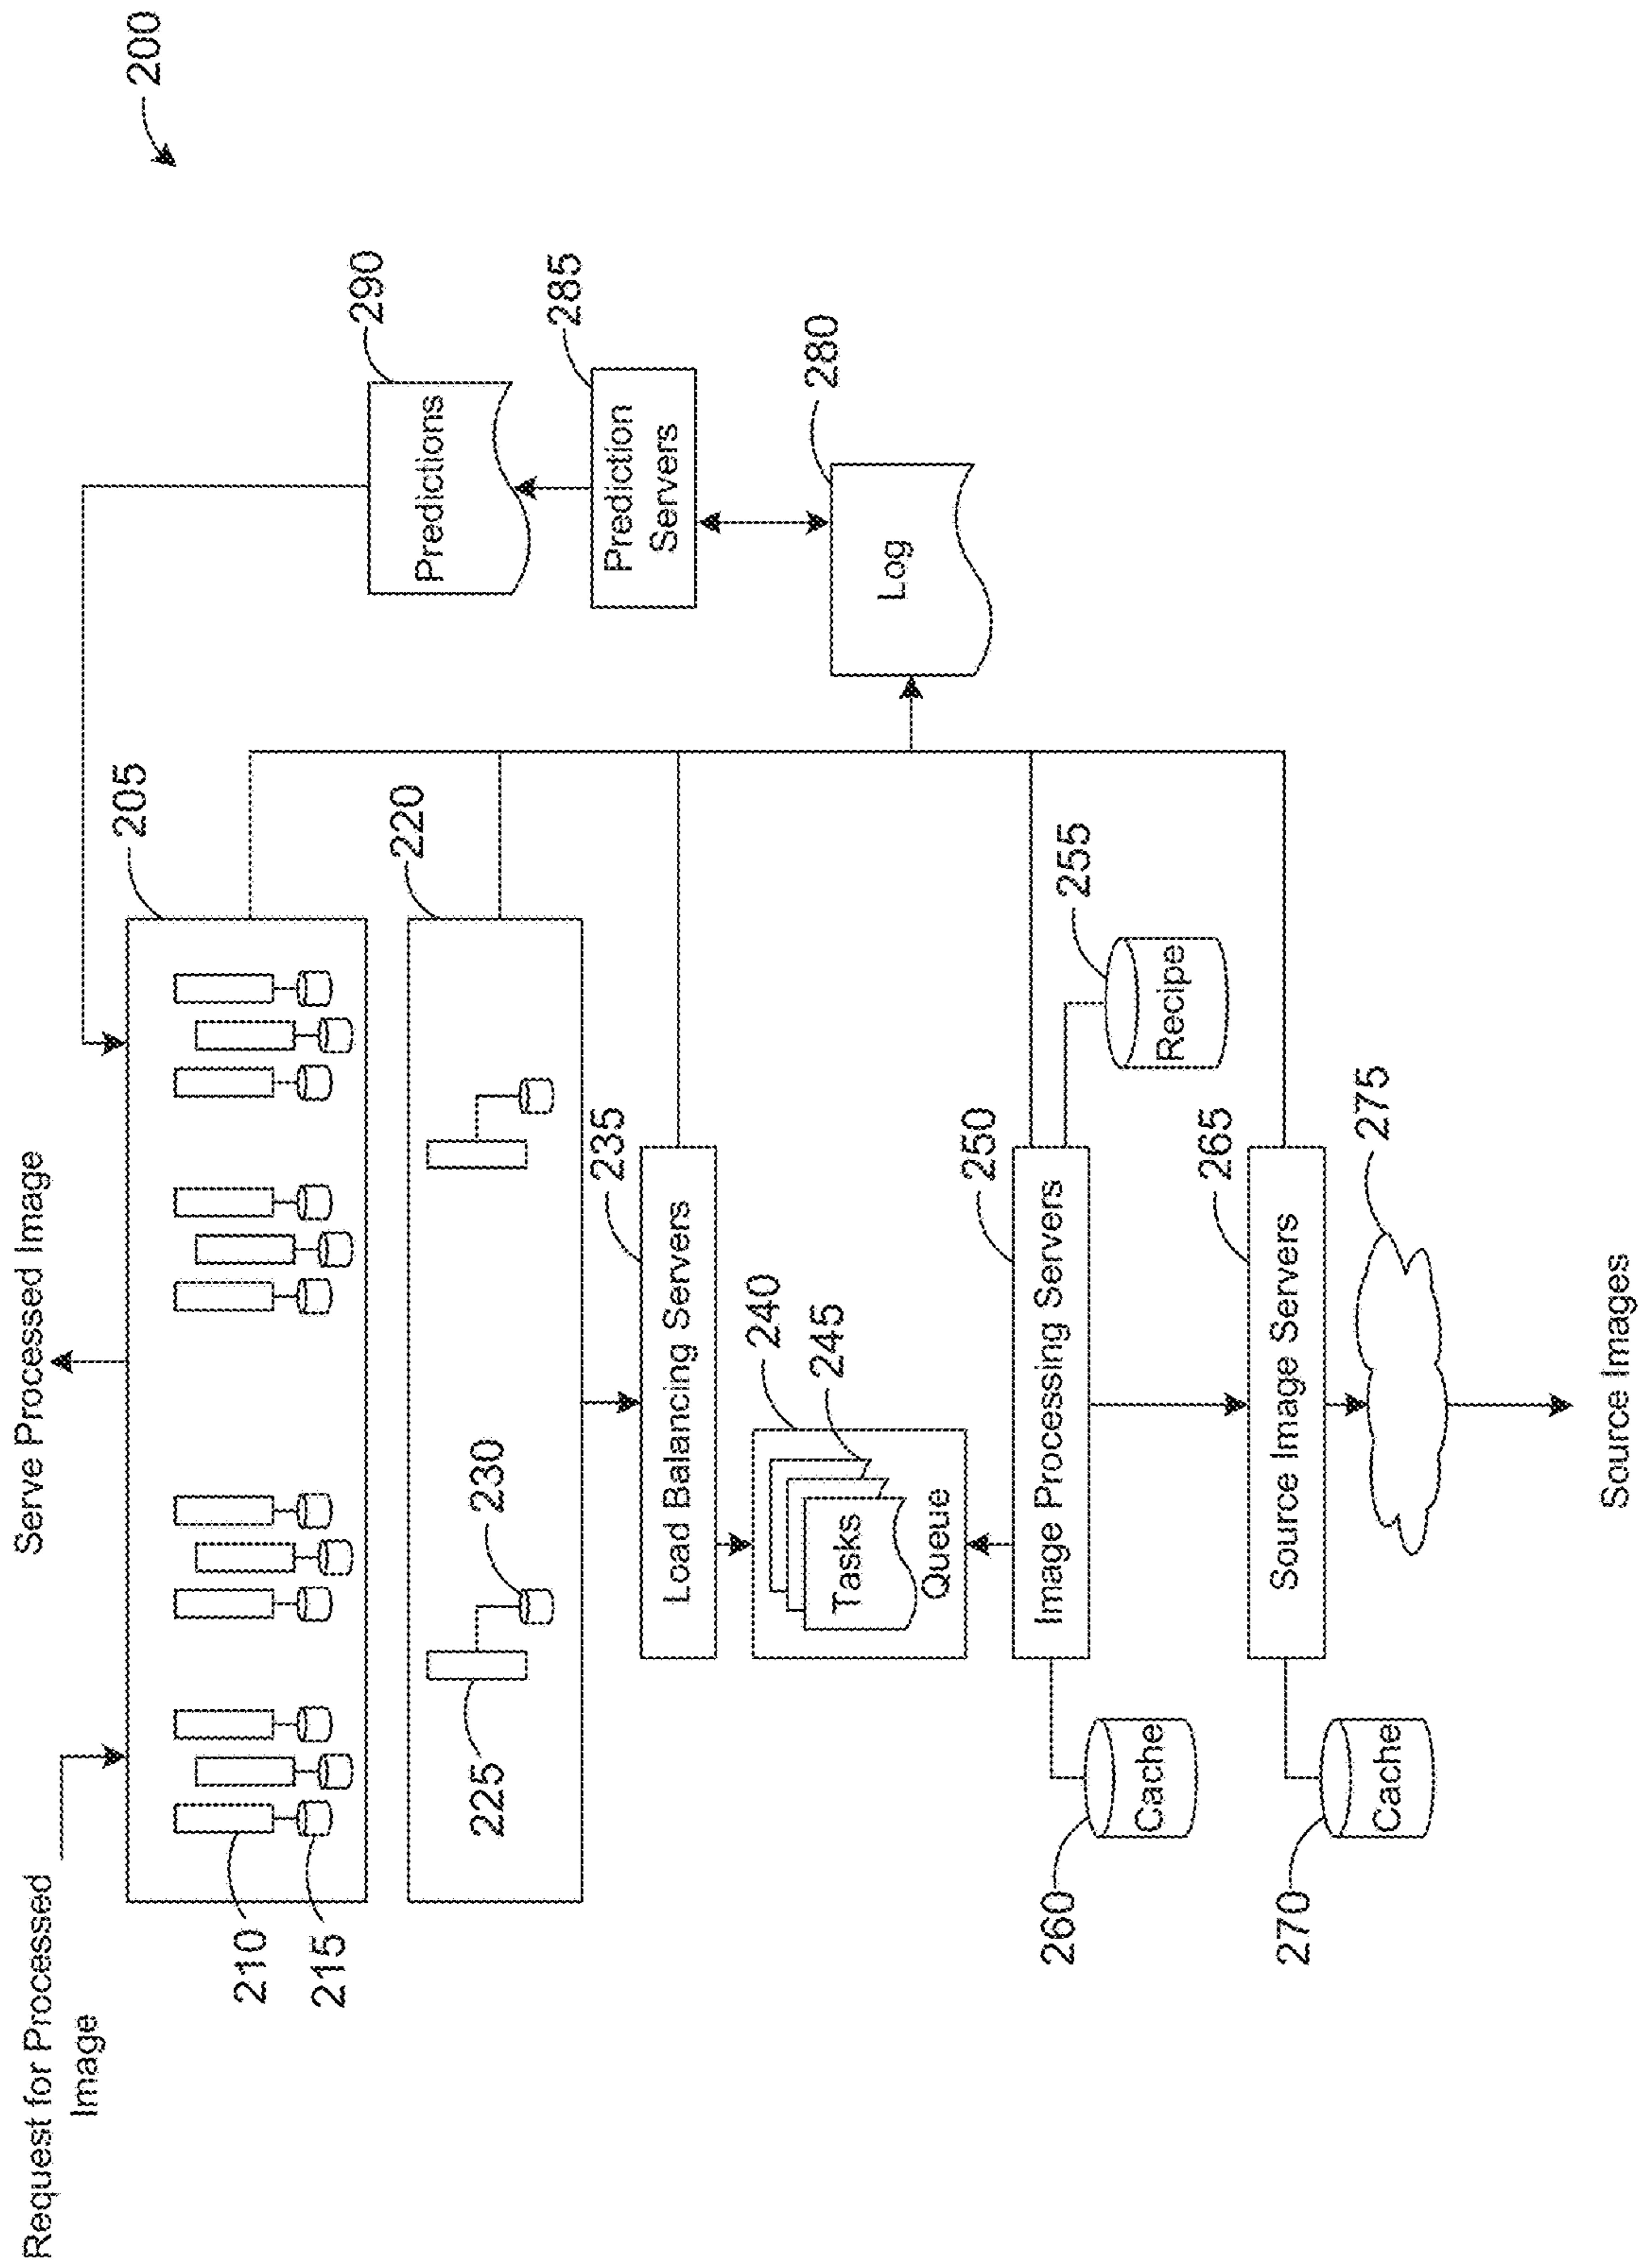 200
Serve Processed Image
Request for Processed
Image
205
210
215
220
225
230
Load Balancing Servers
235
240
245
Tasks
Queue
Image Processing Servers
250
Recipe
255
Cache
260
Source Image Servers
265
Cache
270
275
Source Images
Log
280
Prediction
Servers
285
Predictions
290